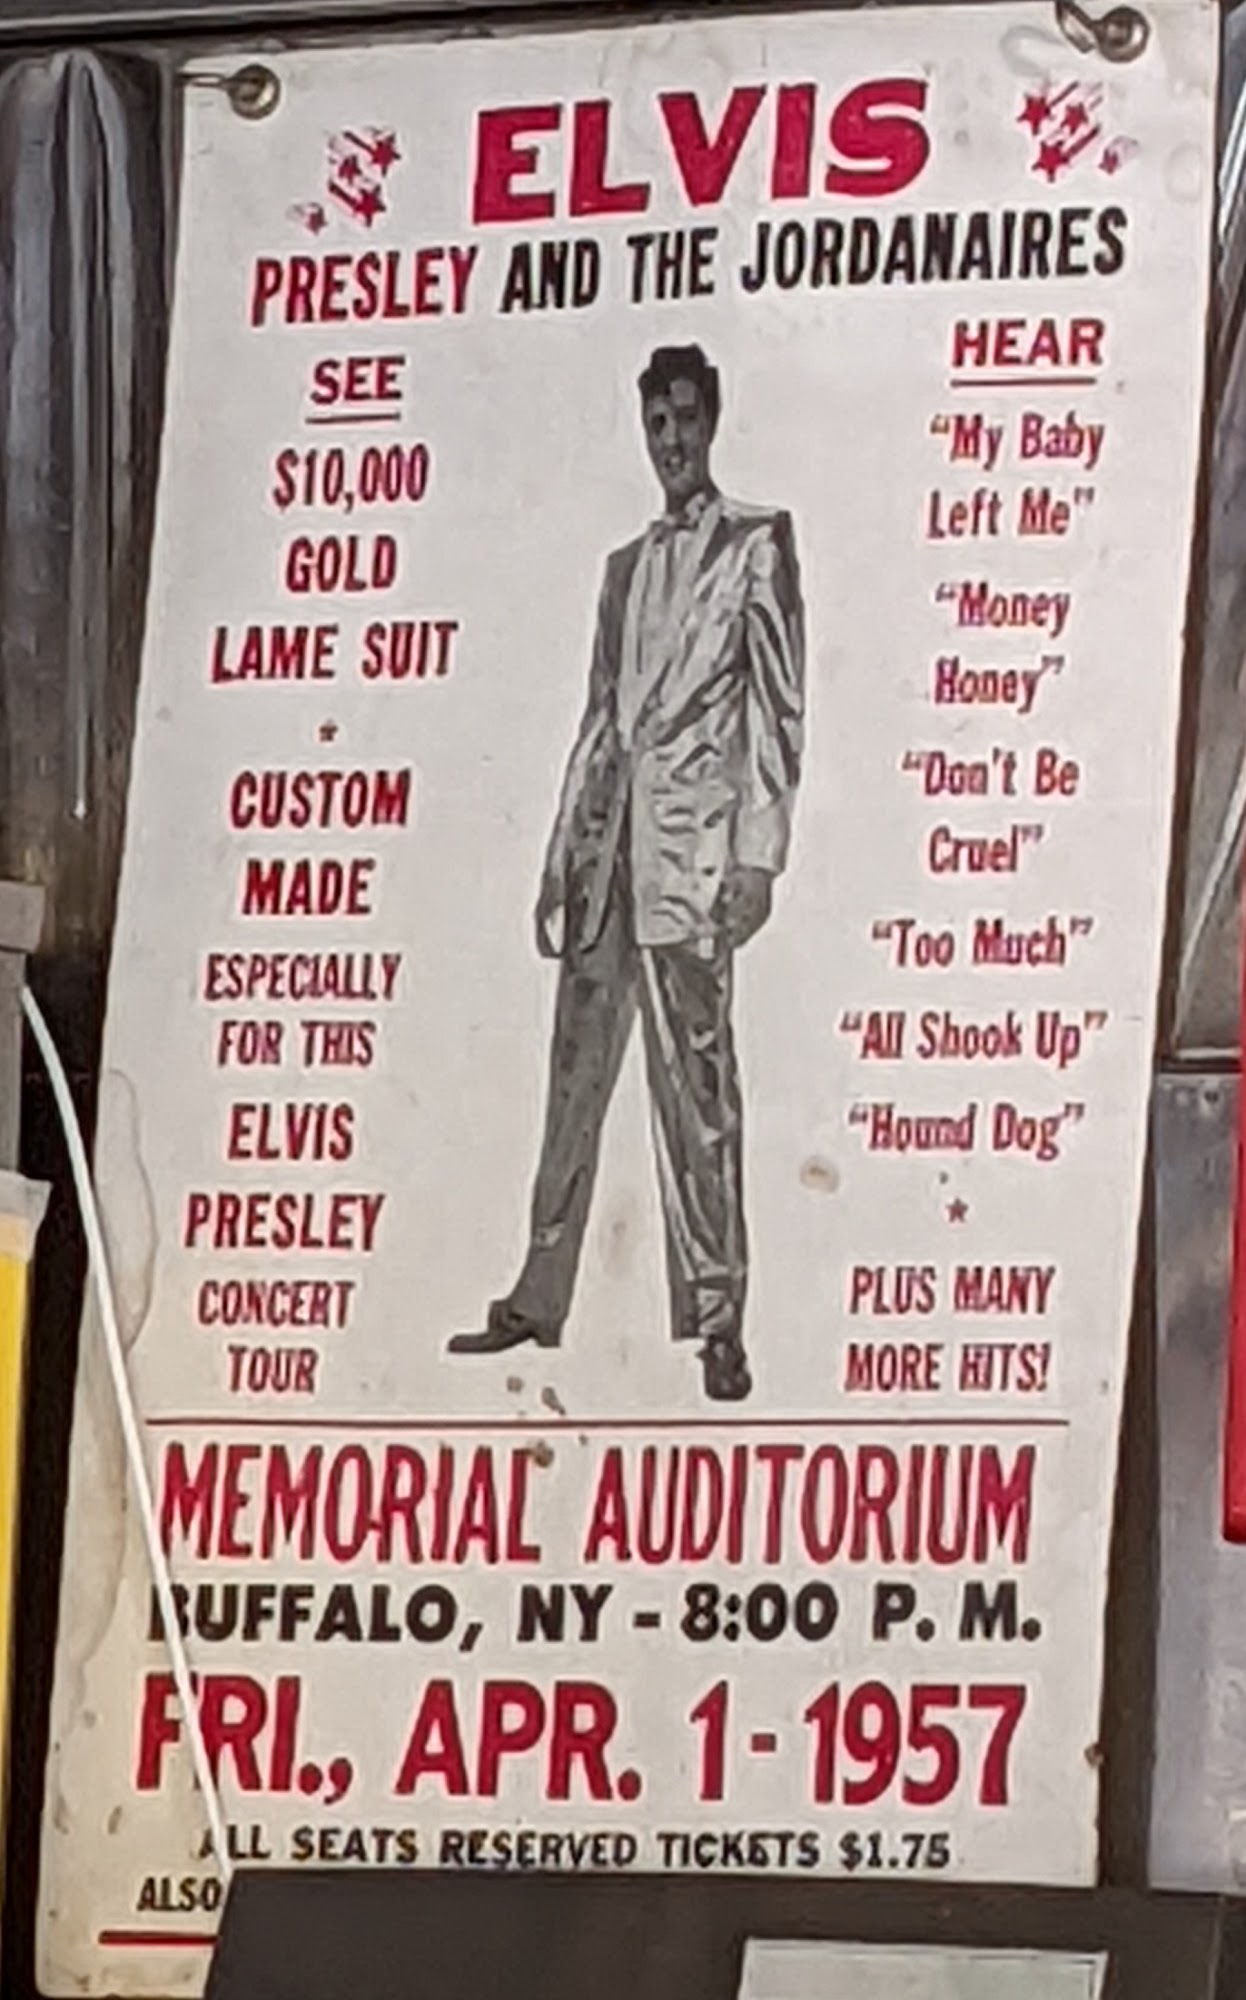 ELVIS
PRESLEY AND THE JORDANAIRES
SEE
$10,000
GOLD
LAME SUIT
CUSTOM
MADE
ESPECIALLY
FOR THIS
ELVIS
PRESLEY
CONCERT
TOUR
HEAR
“My Baby
Left Me”
“Money
Honey”
“Don't Be
Cruel”
“Too Much”
“All Shook Up”
“Hound Dog”
PLUS MANY
MORE HITS!
MEMORIAL AUDITORIUM
BUFFALO, NY - 8:00 P. M.
FRI., APR. 1 - 1957
ALL SEATS RESERVED TICKETS $1.75
ALSO